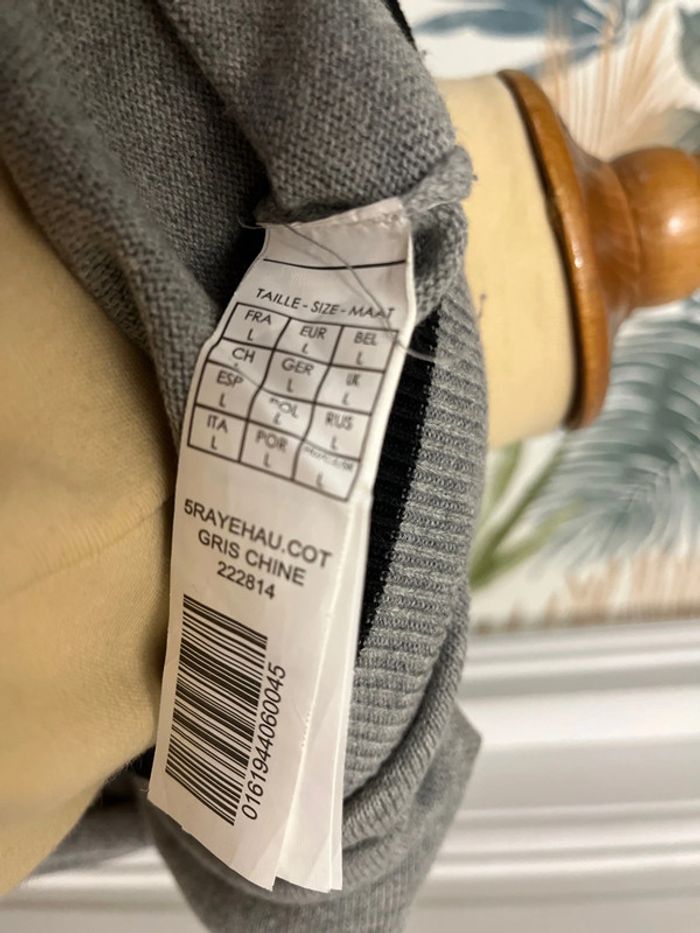 TAILLE - SIZE - MAAT
FRA EUR BEL
L L L
CH GER UK
L L L
ESP POL RUS
L L L
ITA POR
L L L
5RAYEHAU.COT
GRIS CHINE
222814
0161944060045